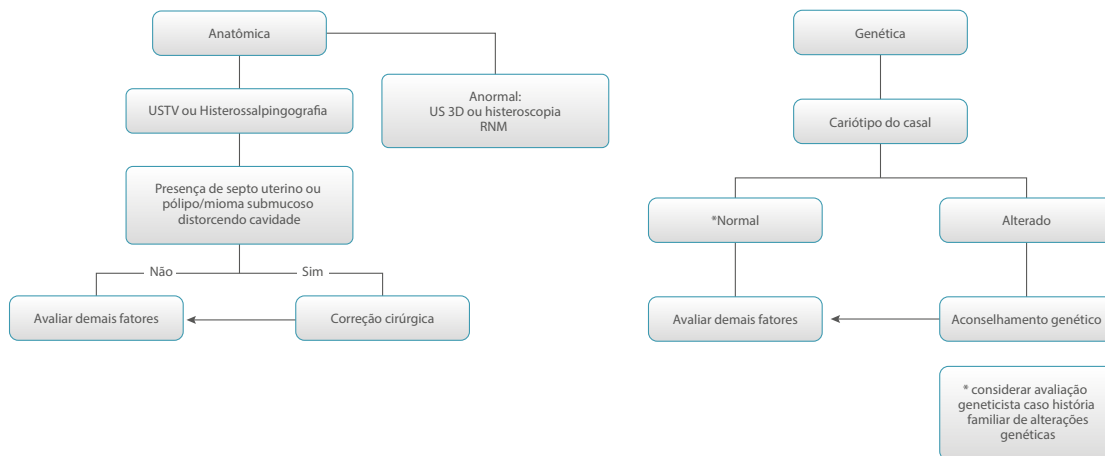 Anatômica
USTV ou Histerossalpingografia
Anormal:
US 3D ou histeroscopia
RNM
Presença de septo uterino ou
pólipo/mioma submucoso
distorcendo cavidade
Não
Sim
Avaliar demais fatores
Correção cirúrgica
Genética
Cariótipo do casal
*Normal
Alterado
Avaliar demais fatores
Aconselhamento genético
* considerar avaliação
geneticista caso história
familiar de alterações
genéticas